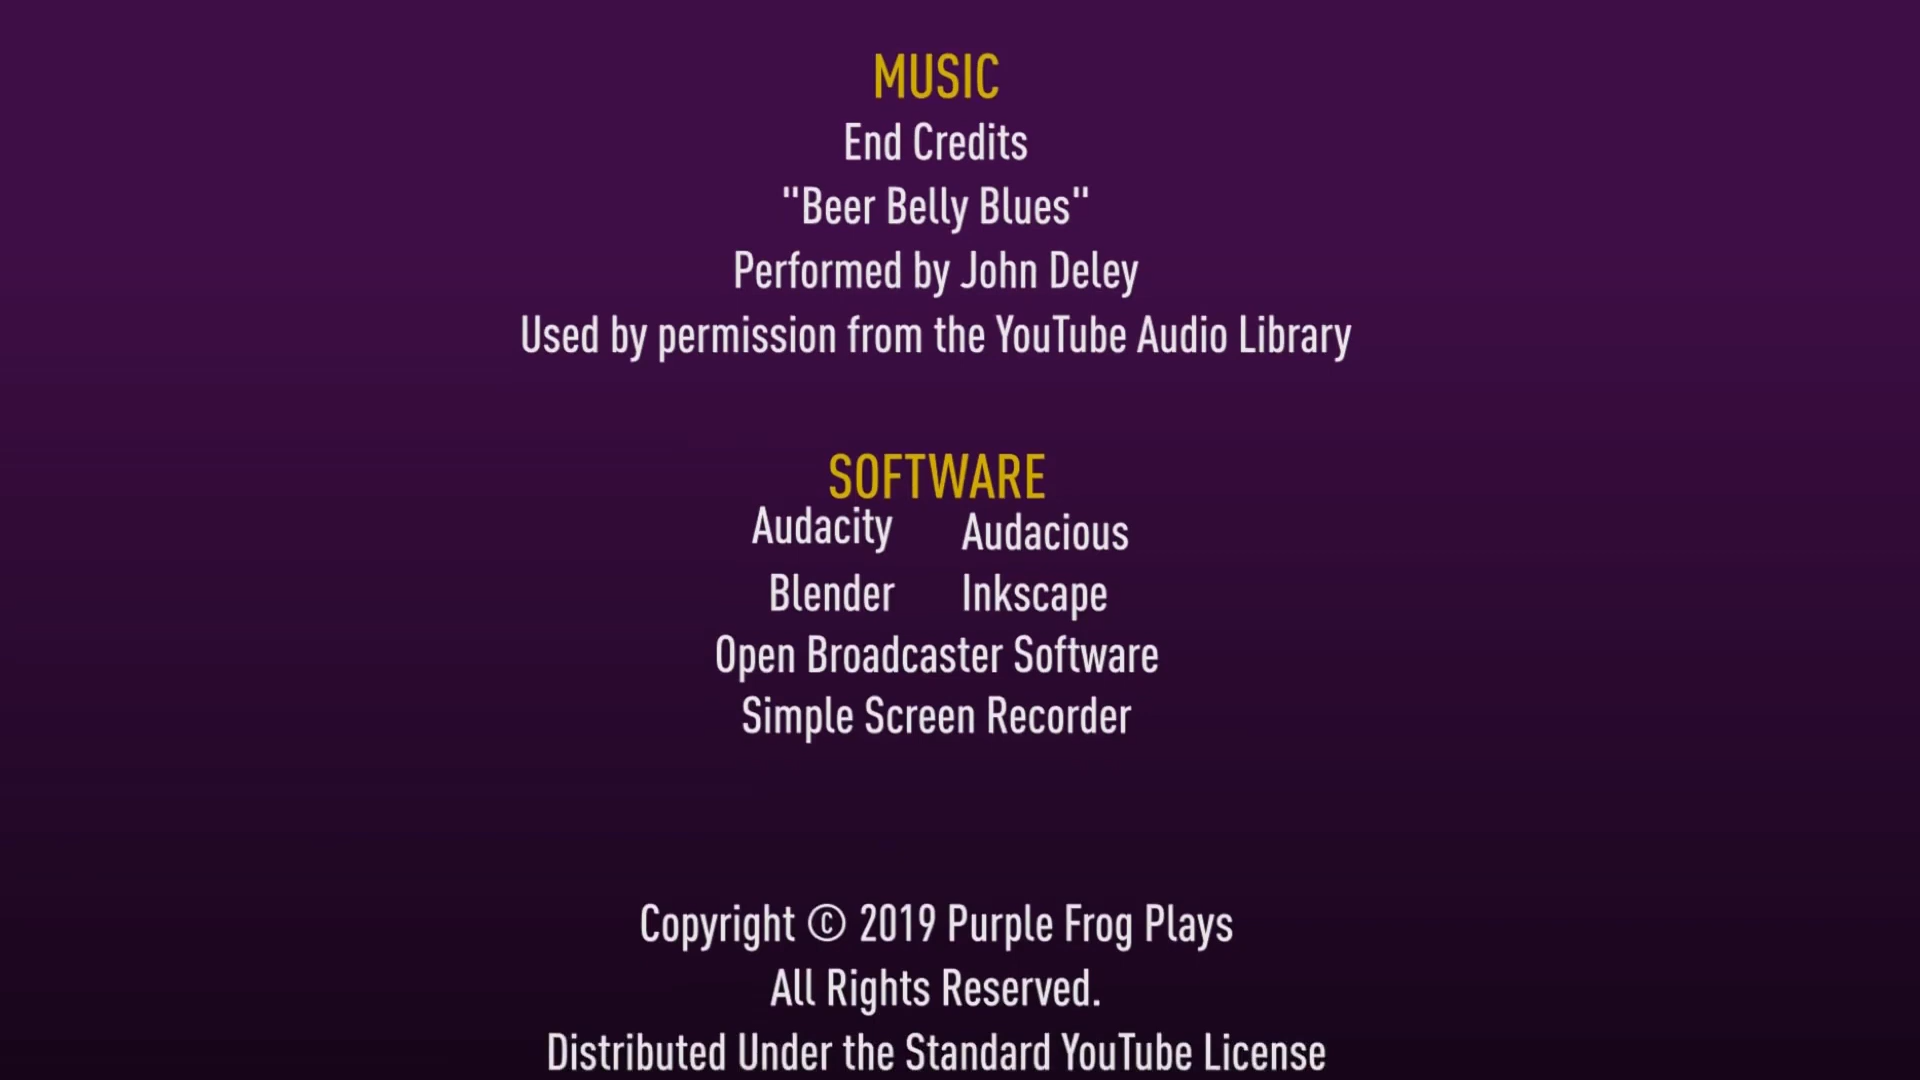 MUSIC
End Credits
"Beer Belly Blues"
Performed by John Deley
Used by permission from the YouTube Audio Library
SOFTWARE
Audacity Audacious
Blender Inkscape
Open Broadcaster Software
Simple Screen Recorder
Copyright © 2019 Purple Frog Plays
All Rights Reserved.
Distributed Under the Standard YouTube License